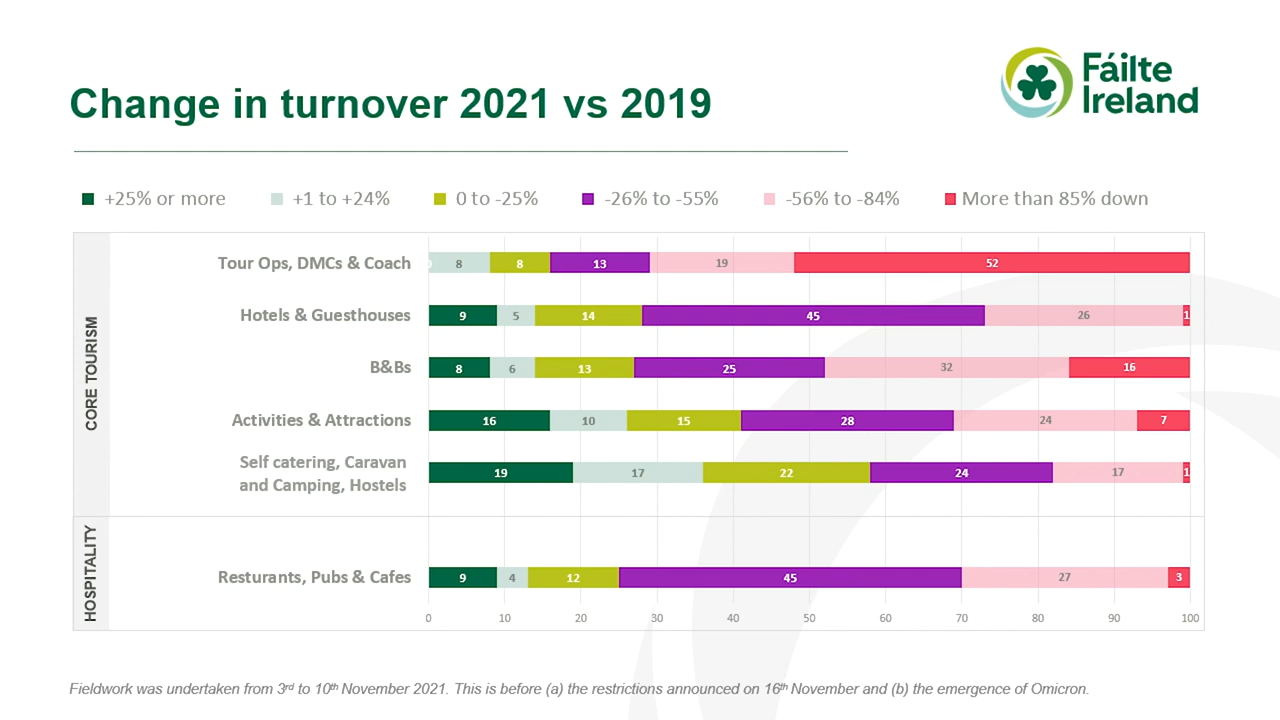 Fáilte
Ireland
Change in turnover 2021 vs 2019
+25% or more +1 to +24% 0 to -25% -26% to -55% -56% to -84% More than 85% down
CORE TOURISM
Tour Ops, DMCs & Coach 0 8 8 13 19 52
Hotels & Guesthouses 9 5 14 45 26 1
B&Bs 8 6 13 25 32 16
Activities & Attractions 16 10 15 28 24 7
Self catering, Caravan
and Camping, Hostels 19 17 22 24 17 1
HOSPITALITY
Resturants, Pubs & Cafes 9 4 12 45 27 3
0 10 20 30 40 50 60 70 80 90 100
Fieldwork was undertaken from 3rd to 10th November 2021. This is before (a) the restrictions announced on 16th November and (b) the emergence of Omicron.